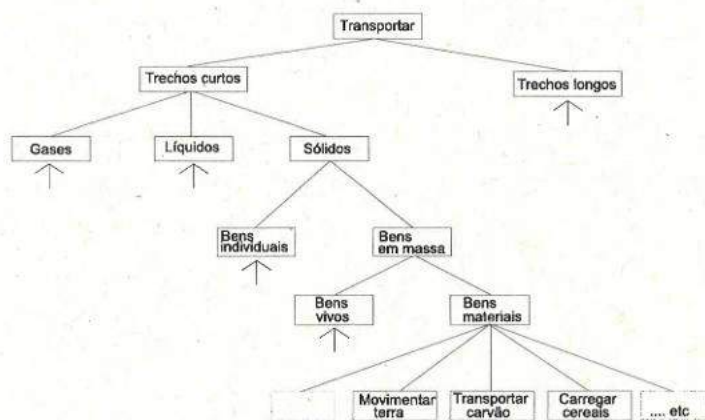 Transportar
Trechos curtos
Trechos longos
Gases
Líquidos
Sólidos
Bens
individuais
Bens
em massa
Bens
vivos
Bens
materiais
Movimentar
terra
Transportar
carvão
Carregar
cereais
.... etc